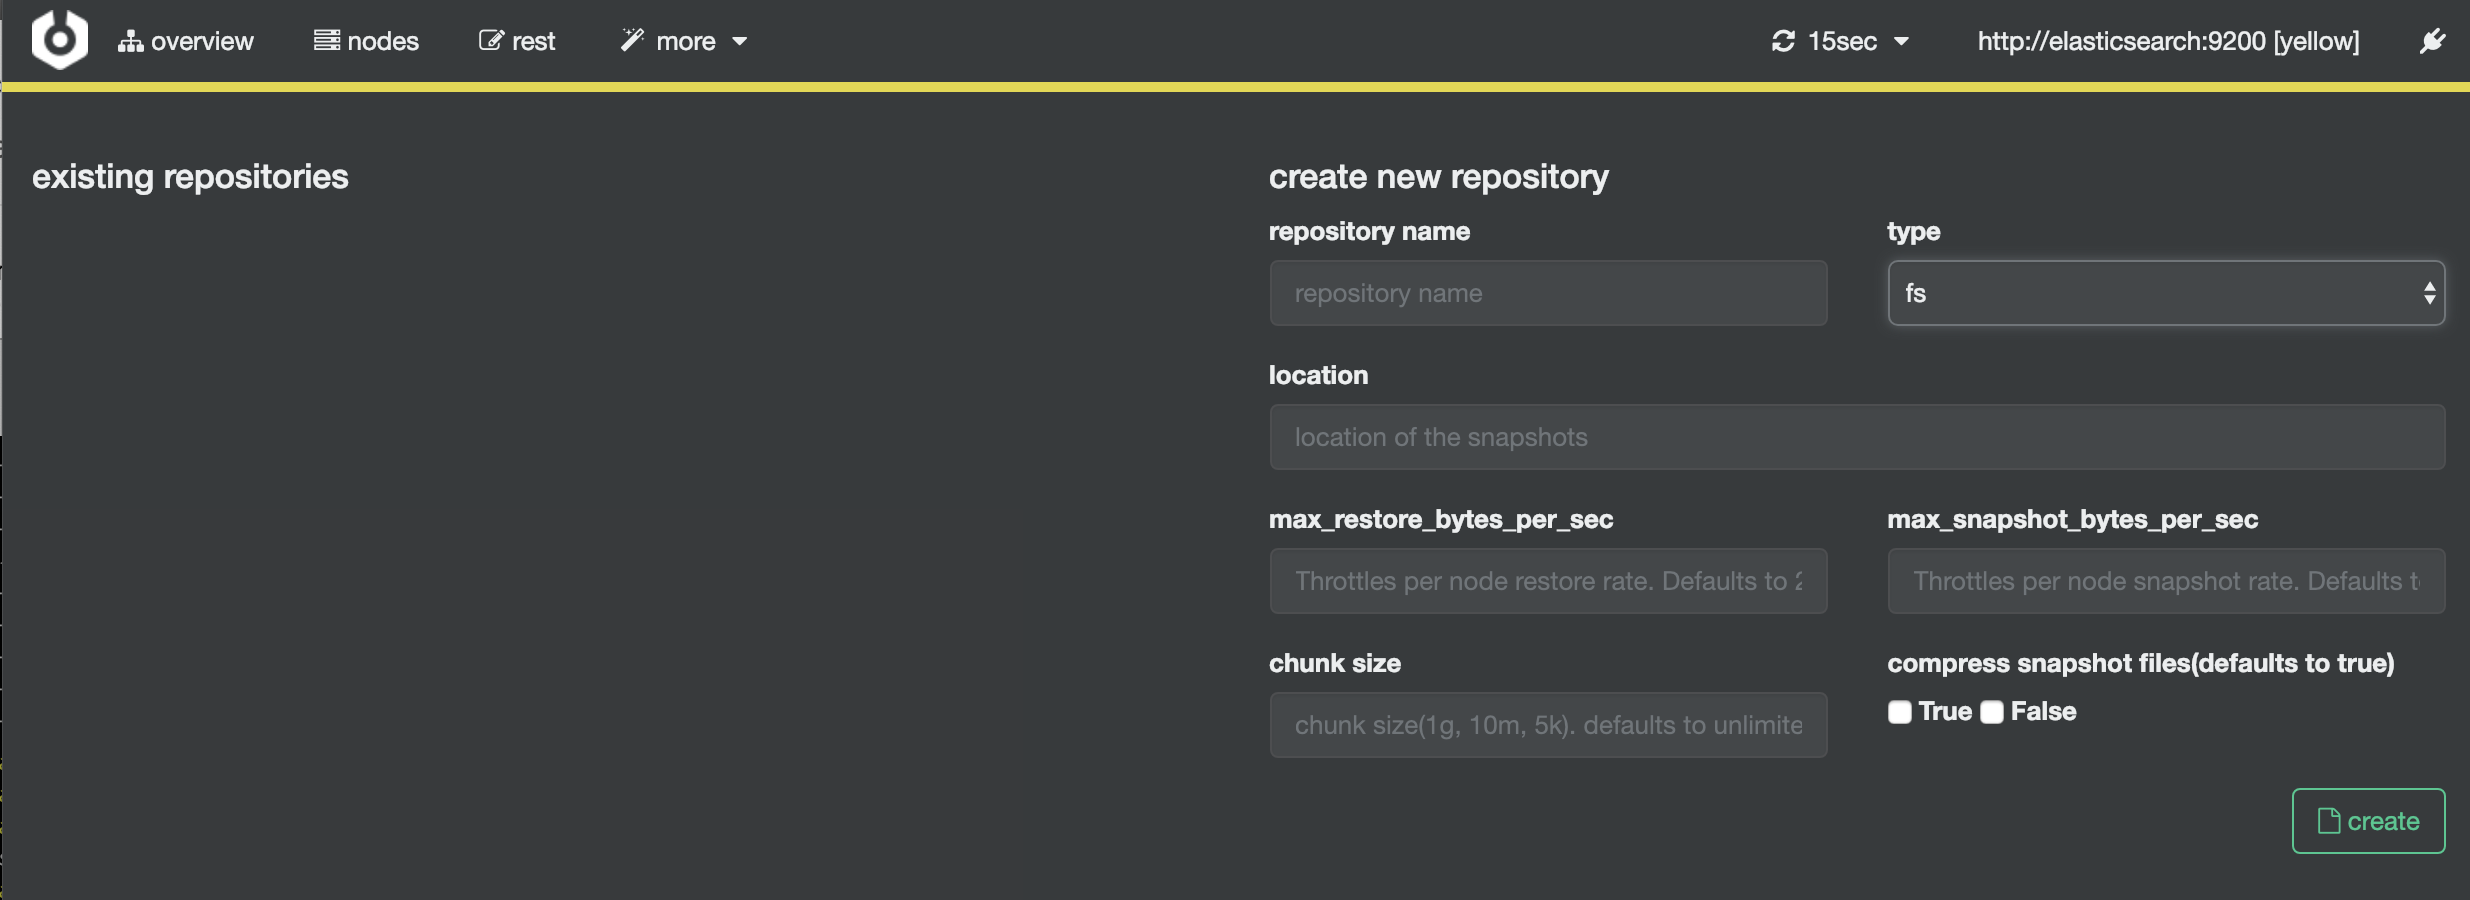 overview nodes rest more 15sec http://elasticsearch:9200 [yellow]
existing repositories
create new repository
repository name type
repository name fs
location
location of the snapshots
max_restore_bytes_per_sec max_snapshot_bytes_per_sec
Throttles per node restore rate. Defaults to Throttles per node snapshot rate. Defaults
chunk size compress snapshot files(defaults to true)
chunk size(1g, 10m, 5k). defaults to unlimite True False
create